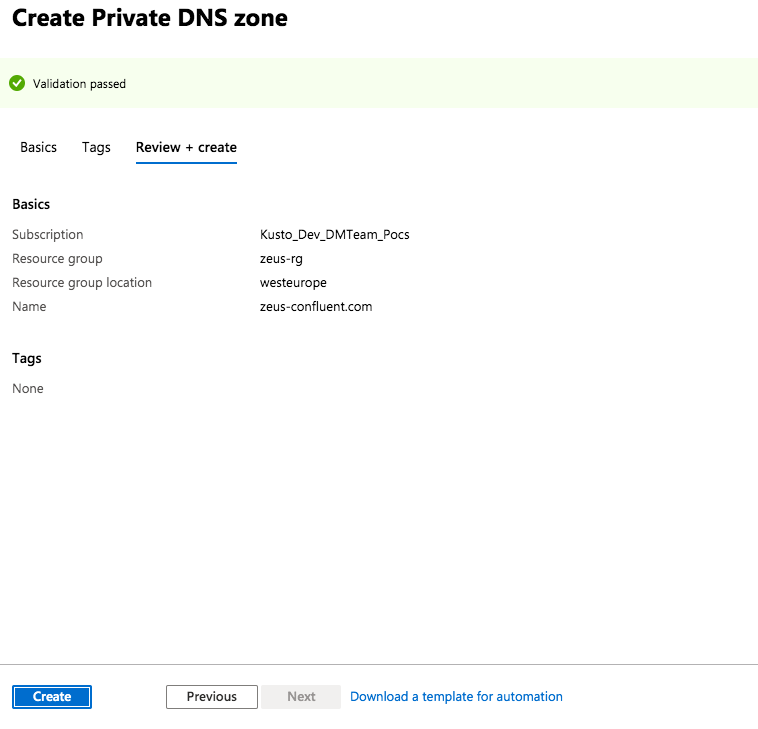 Create Private DNS zone
Validation passed
Basics Tags Review + create
Basics
Subscription Kusto_Dev_DMTeam_Pocs
Resource group zeus-rg
Resource group location westeurope
Name zeus-confluent.com
Tags
None
Create Previous Next Download a template for automation